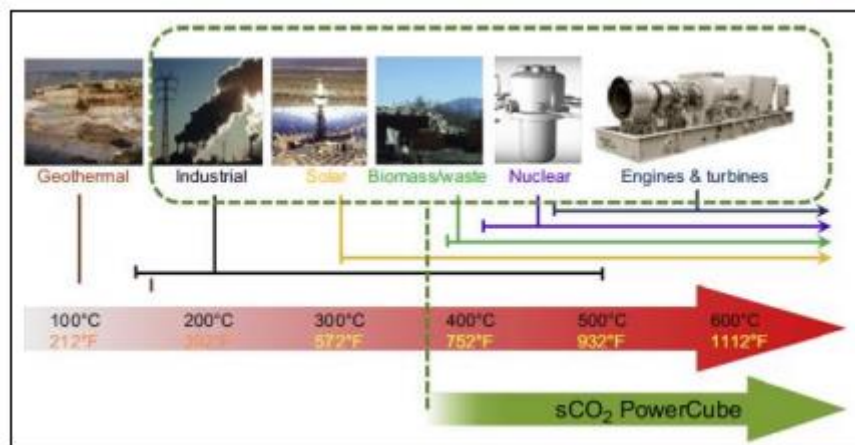 Geothermal Industrial Solar Biomass/waste Nuclear Engines & turbines
100°C 200°C 300°C 400°C 500°C 600°C
212°F 392°F 572°F 752°F 932°F 1112°F
sCO₂ PowerCube